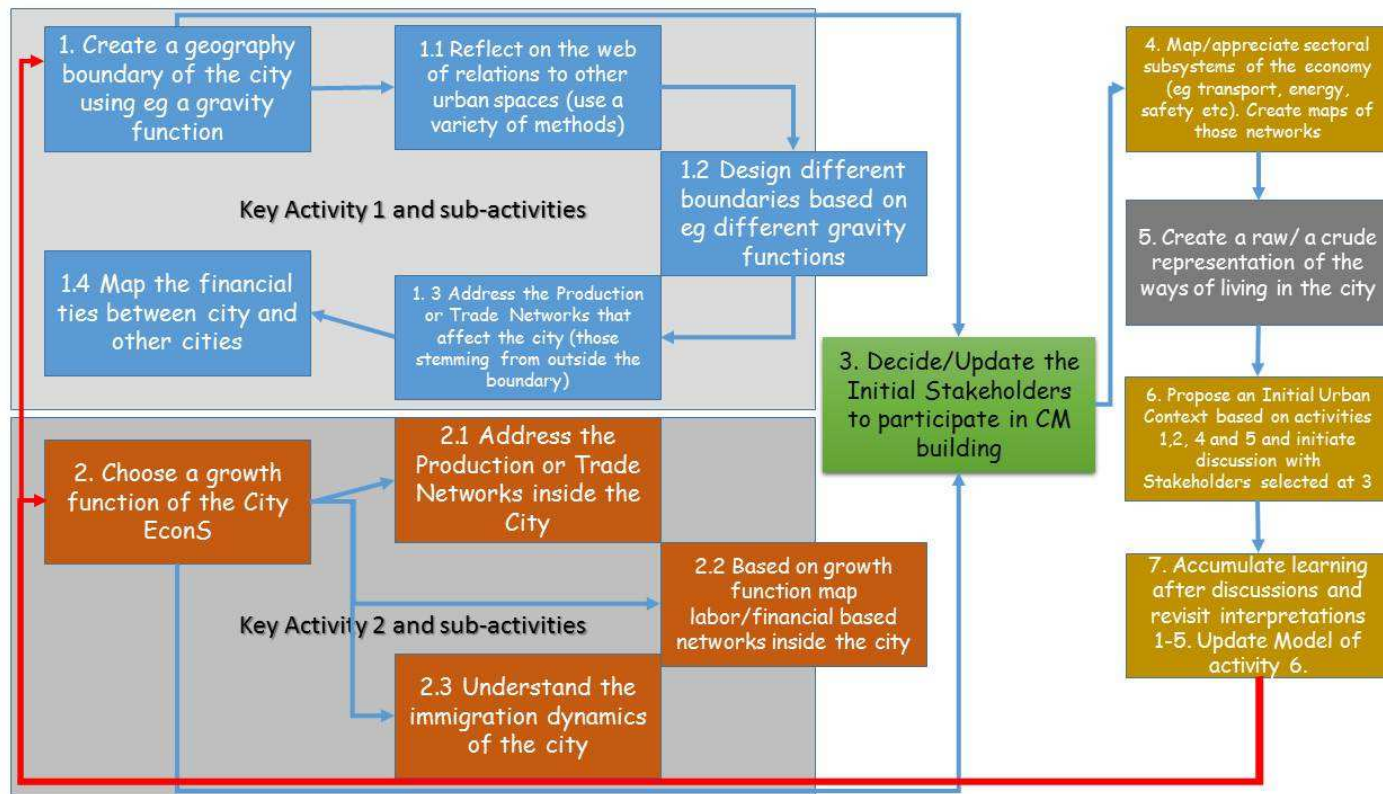 1. Create a geography
boundary of the city
using eg a gravity
function
1.1 Reflect on the web
of relations to other
urban spaces (use a
variety of methods)
1.2 Design different
boundaries based on
eg different gravity
functions
Key Activity 1 and sub-activities
1.4 Map the financial
ties between city and
other cities
1. 3 Address the Production
or Trade Networks that
affect the city (those
stemming from outside the
boundary)
2. Choose a growth
function of the City
EconS
2.1 Address the
Production or Trade
Networks inside the
City
2.2 Based on growth
function map
labor/financial based
networks inside the city
Key Activity 2 and sub-activities
2.3 Understand the
immigration dynamics
of the city
3. Decide/Update the
Initial Stakeholders
to participate in CM
building
4. Map/appreciate sectoral
subsystems of the economy
(eg transport, energy,
safety etc). Create maps of
those networks
5. Create a raw/ a crude
representation of the
ways of living in the city
6. Propose an Initial Urban
Context based on activities
1,2, 4 and 5 and initiate
discussion with
Stakeholders selected at 3
7. Accumulate learning
after discussions and
revisit interpretations
1-5. Update Model of
activity 6.